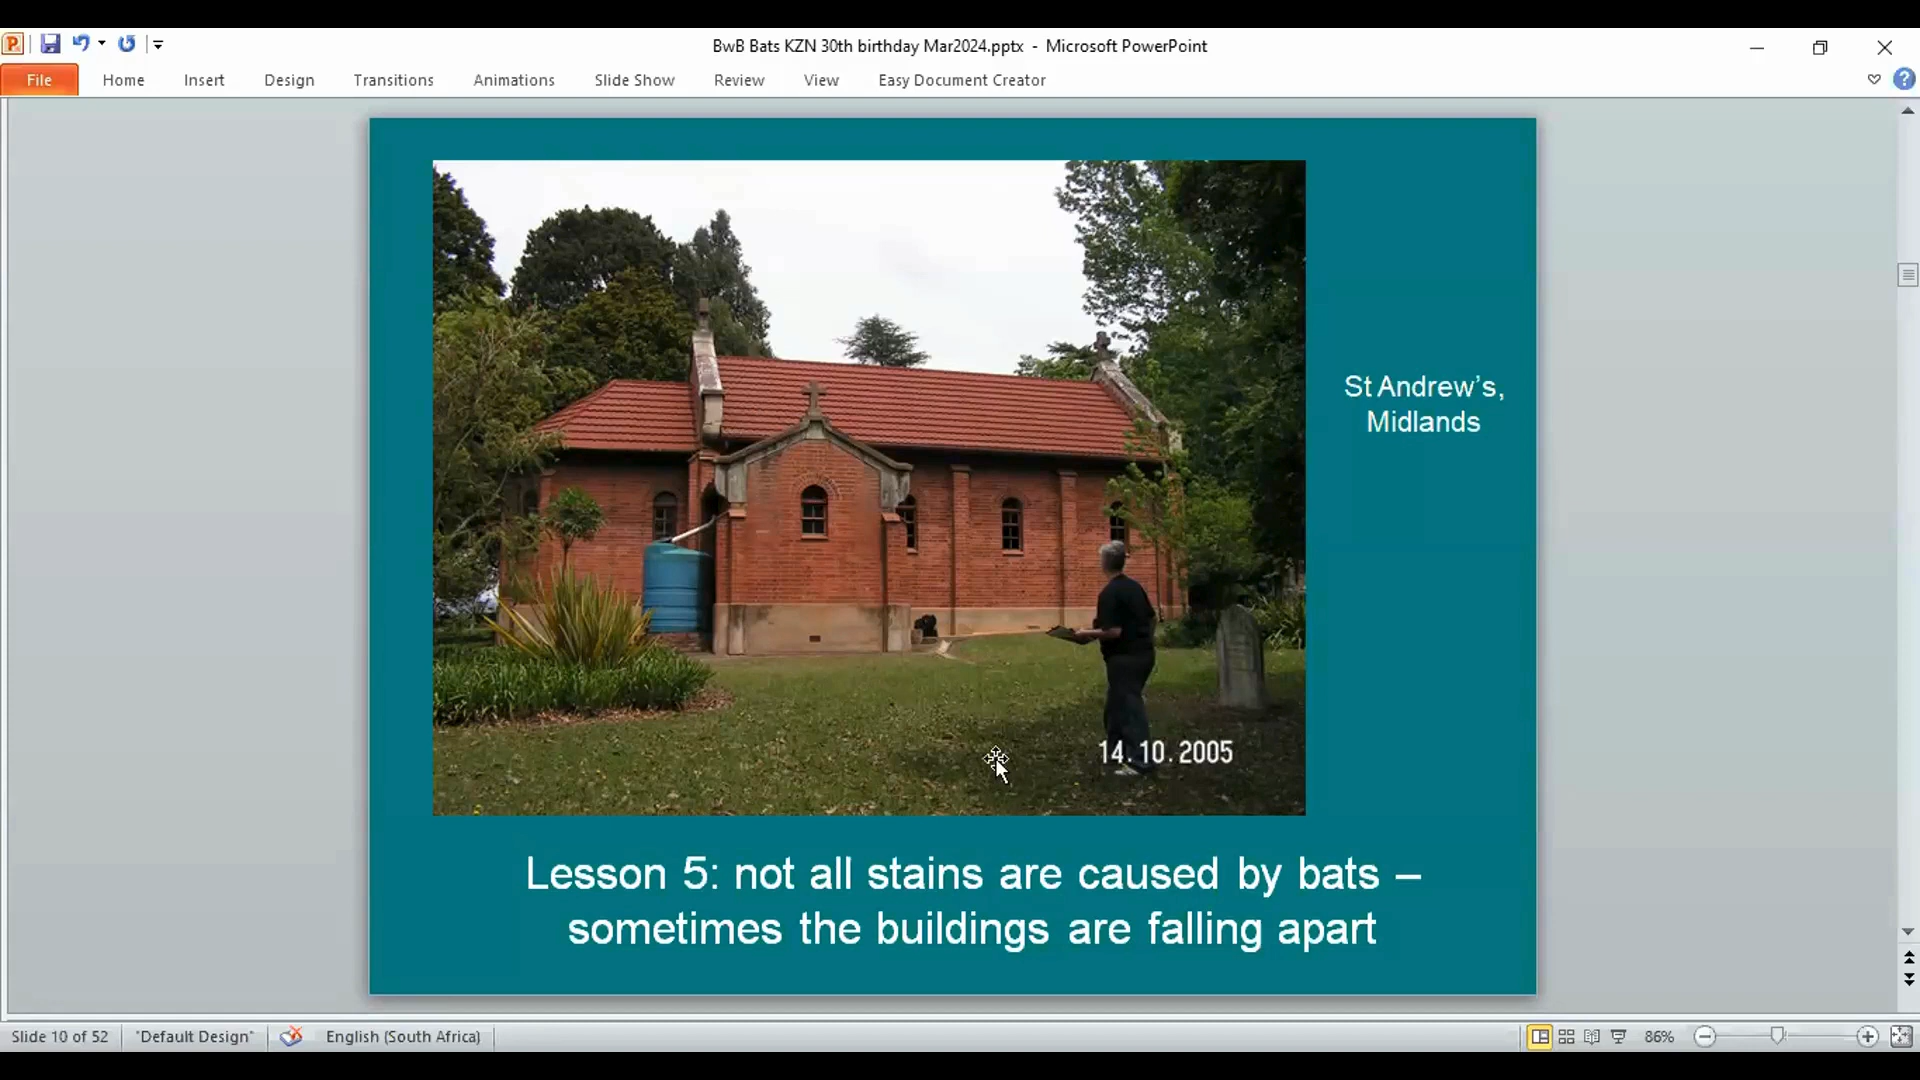 BwB Bats KZN 30th birthday Mar2024.pptx - Microsoft PowerPoint
File Home Insert Design Transitions Animations Slide Show Review View Easy Document Creator
St Andrew's,
Midlands
14.10.2005
Lesson 5: not all stains are caused by bats –
sometimes the buildings are falling apart
Slide 10 of 52 "Default Design" English (South Africa) 86%